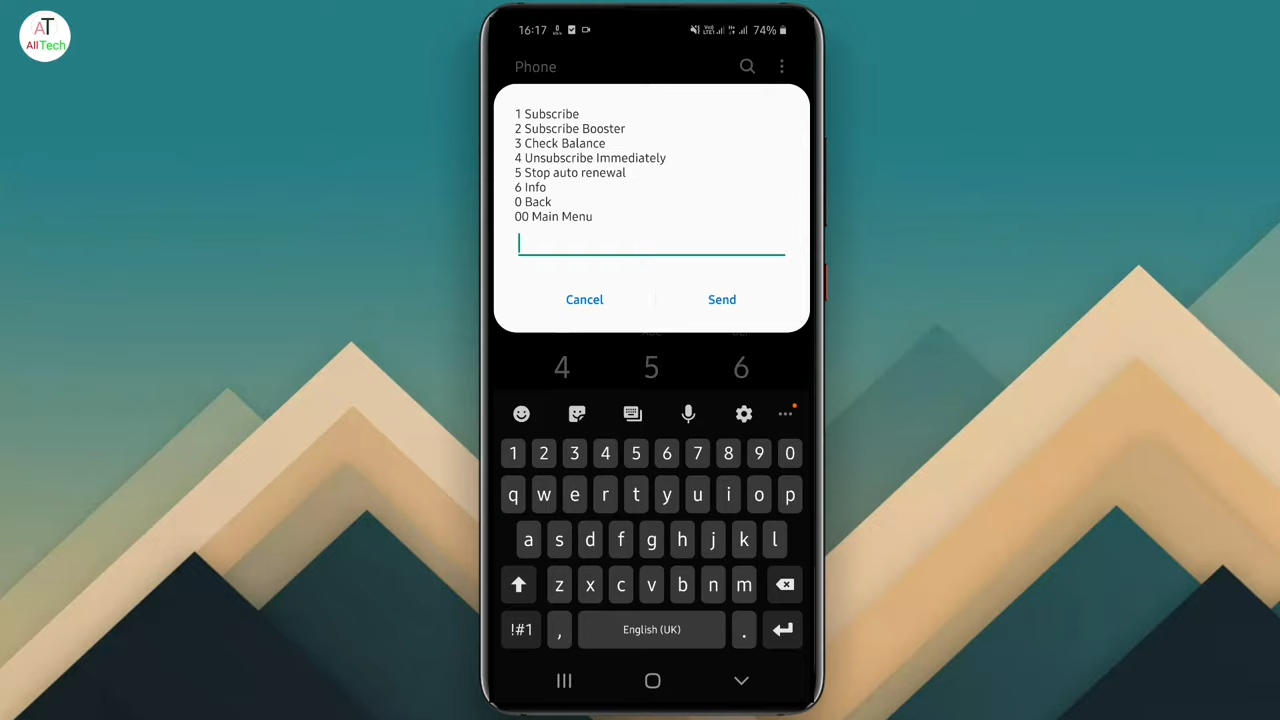 AT
AllTech
16:17
74%
Phone
1 Subscribe
2 Subscribe Booster
3 Check Balance
4 Unsubscribe Immediately
5 Stop auto renewal
6 Info
0 Back
00 Main Menu
Cancel Send
4 5 6
1 2 3 4 5 6 7 8 9 0
q w e r t y u i o p
a s d f g h j k l
z x c v b n m
!#1 , English (UK) .